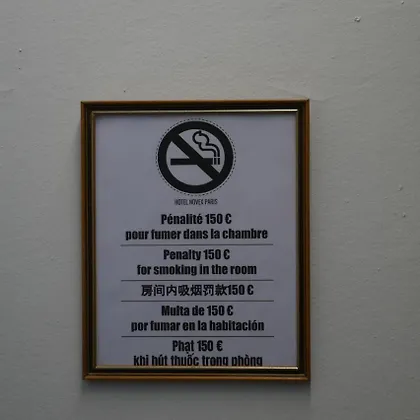 HOTEL NOVEX PARIS
Pénalité 150 €
pour fumer dans la chambre
Penalty 150 €
for smoking in the room
房间内吸烟罚款150 €
Multa de 150 €
por fumar en la habitación
Phạt 150 €
khi hút thuốc trong phòng